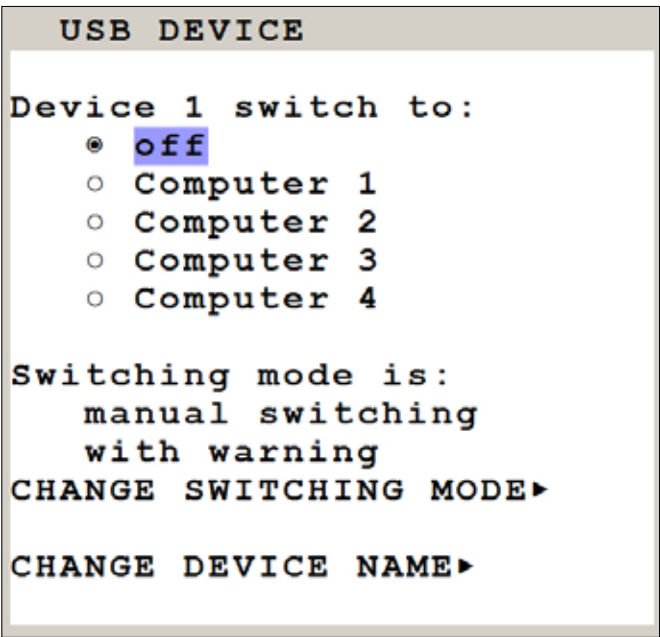 USB DEVICE
Device 1 switch to:
off
Computer 1
Computer 2
Computer 3
Computer 4
Switching mode is:
manual switching
with warning
CHANGE SWITCHING MODE▸
CHANGE DEVICE NAME▸